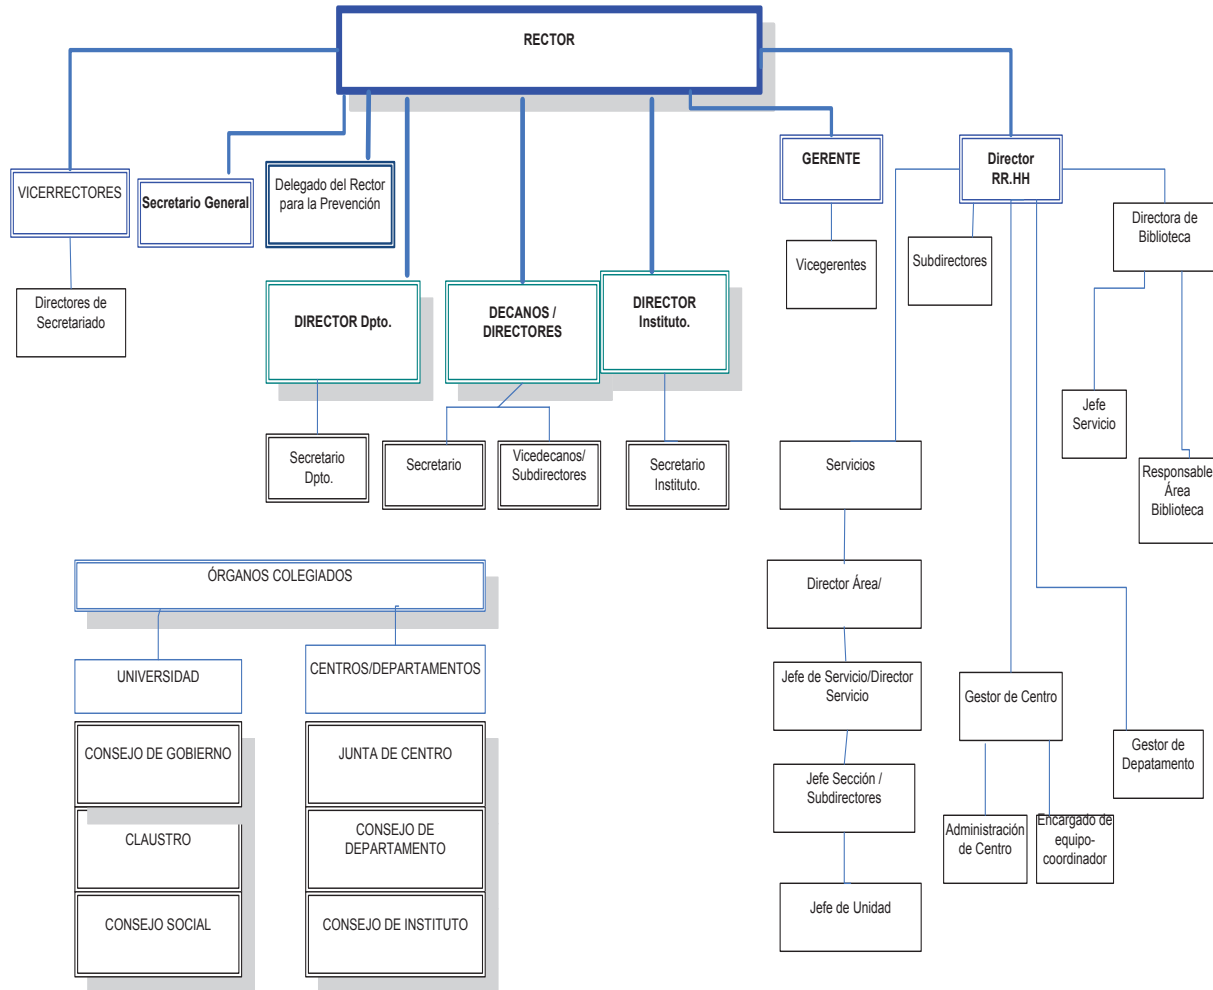 RECTOR
VICERRECTORES
Secretario General
Delegado del Rector
para la Prevención
GERENTE
Director
RR.HH
Directora de
Biblioteca
Vicegerentes
Subdirectores
Directores de
Secretariado
DIRECTOR Dpto.
DECANOS /
DIRECTORES
DIRECTOR
Instituto.
Jefe
Servicio
Secretario
Dpto.
Secretario
Vicedecanos/
Subdirectores
Secretario
Instituto.
Servicios
Responsable
Área
Biblioteca
ÓRGANOS COLEGIADOS
Director Área/
UNIVERSIDAD
CENTROS/DEPARTAMENTOS
Jefe de Servicio/Director
Servicio
Gestor de Centro
CONSEJO DE GOBIERNO
JUNTA DE CENTRO
Gestor de
Depatamento
Jefe Sección /
Subdirectores
CLAUSTRO
CONSEJO DE
DEPARTAMENTO
Administración
de Centro
Encargado de
equipo-
coordinador
CONSEJO SOCIAL
CONSEJO DE INSTITUTO
Jefe de Unidad